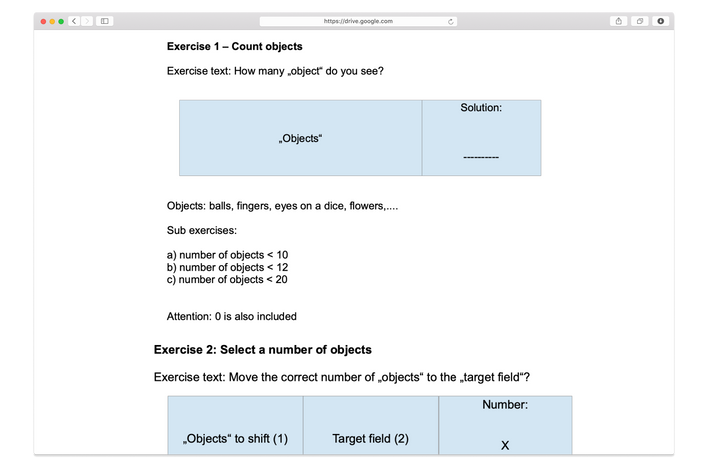 https://drive.google.com
Exercise 1 – Count objects
Exercise text: How many „object“ do you see?
„Objects“
Solution:
----------
Objects: balls, fingers, eyes on a dice, flowers,....
Sub exercises:
a) number of objects < 10
b) number of objects < 12
c) number of objects < 20
Attention: 0 is also included
Exercise 2: Select a number of objects
Exercise text: Move the correct number of „objects“ to the „target field“?
„Objects“ to shift (1)
Target field (2)
Number:
X